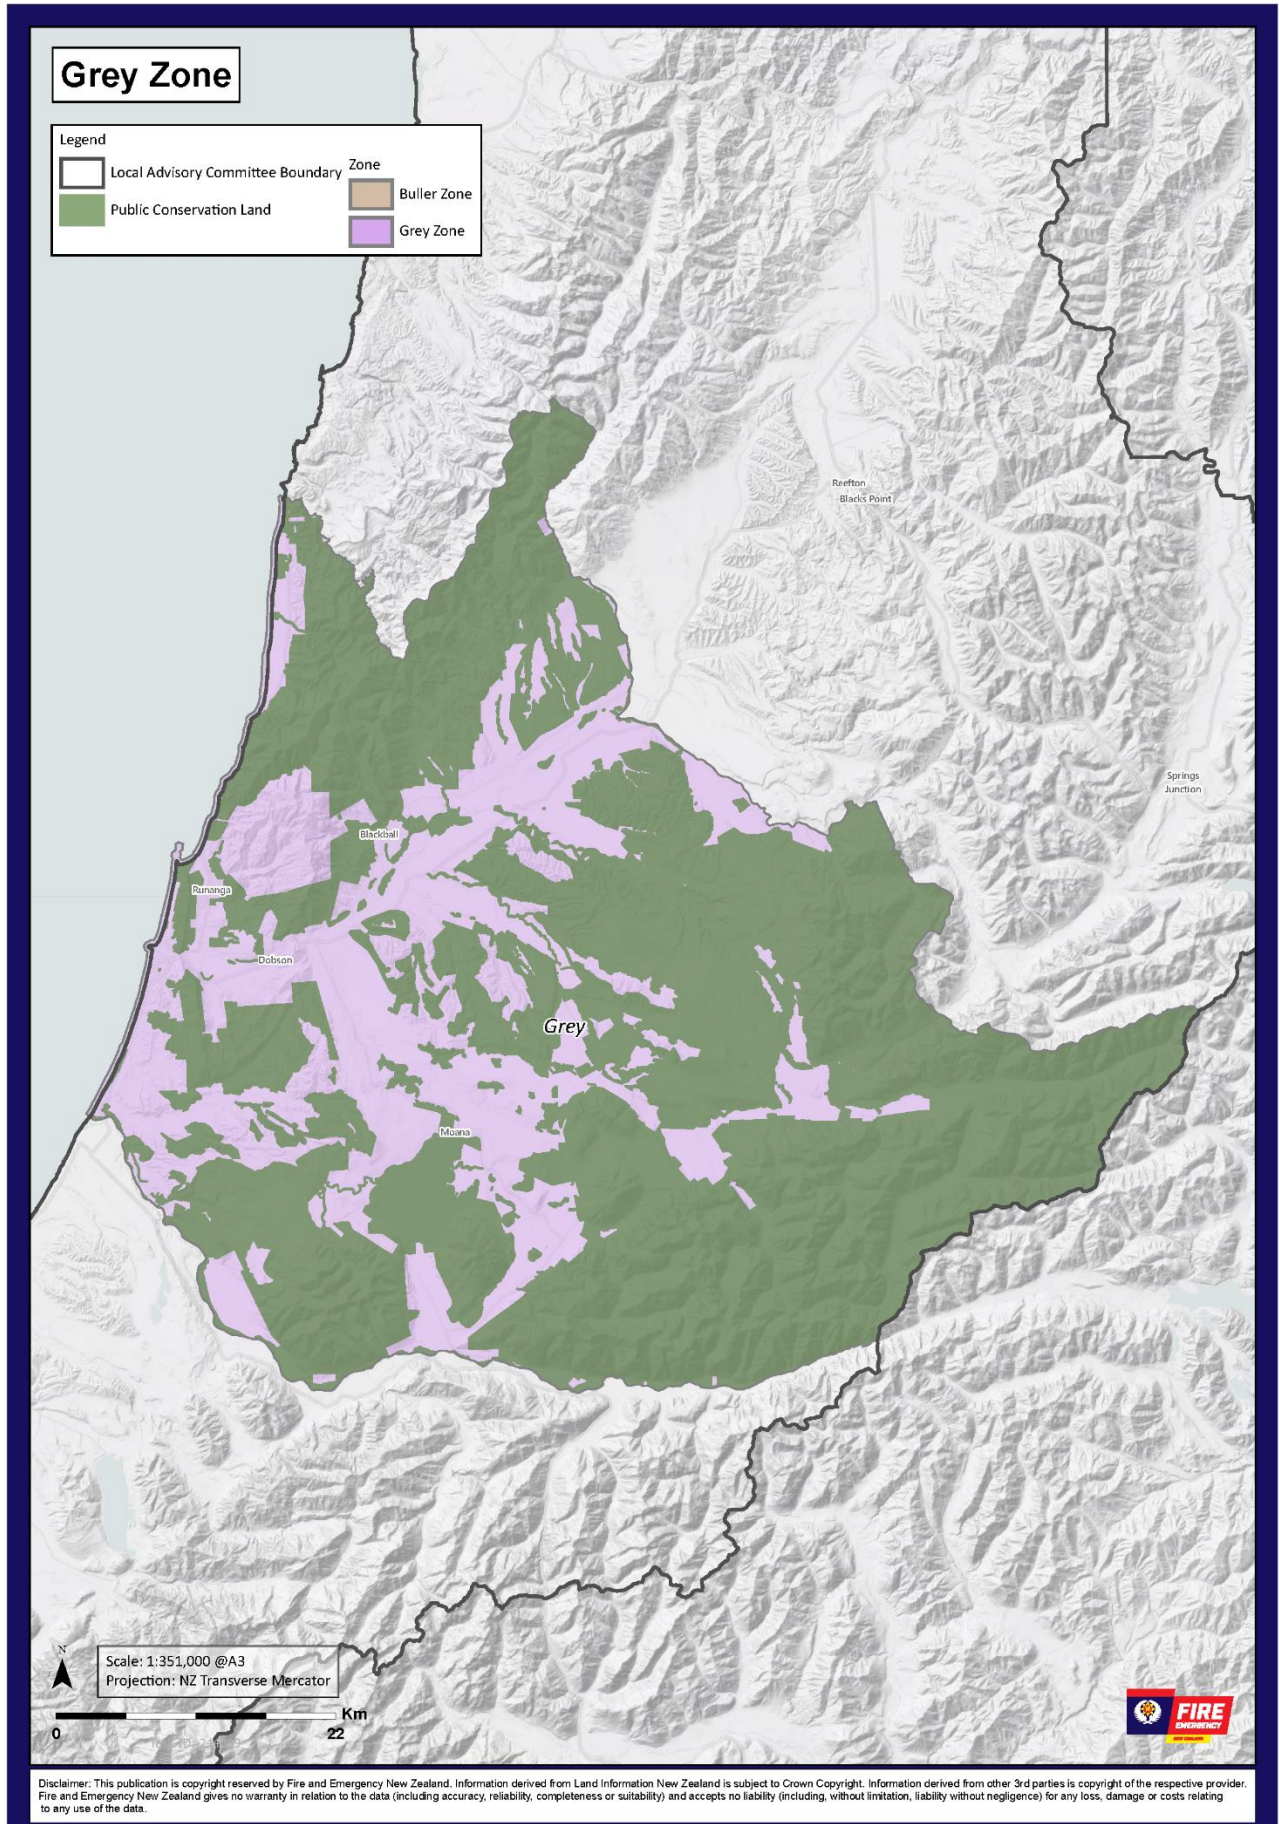 Grey Zone
Legend
Local Advisory Committee Boundary
Public Conservation Land
Zone
Buller Zone
Grey Zone
Reefton
Blacks Point
Springs
Junction
Blackball
Runanga
Dobson
Grey
Moana
N
Scale: 1:351,000 @A3
Projection: NZ Transverse Mercator
Km
0
22
FIRE
EMERGENCY
NEW ZEALAND
Disclaimer: This publication is copyright reserved by Fire and Emergency New Zealand. Information derived from Land Information New Zealand is subject to Crown Copyright. Information derived from other 3rd parties is copyright of the respective provider.
Fire and Emergency New Zealand gives no warranty in relation to the data (including accuracy, reliability, completeness or suitability) and accepts no liability (including, without limitation, liability without negligence) for any loss, damage or costs relating
to any use of the data.